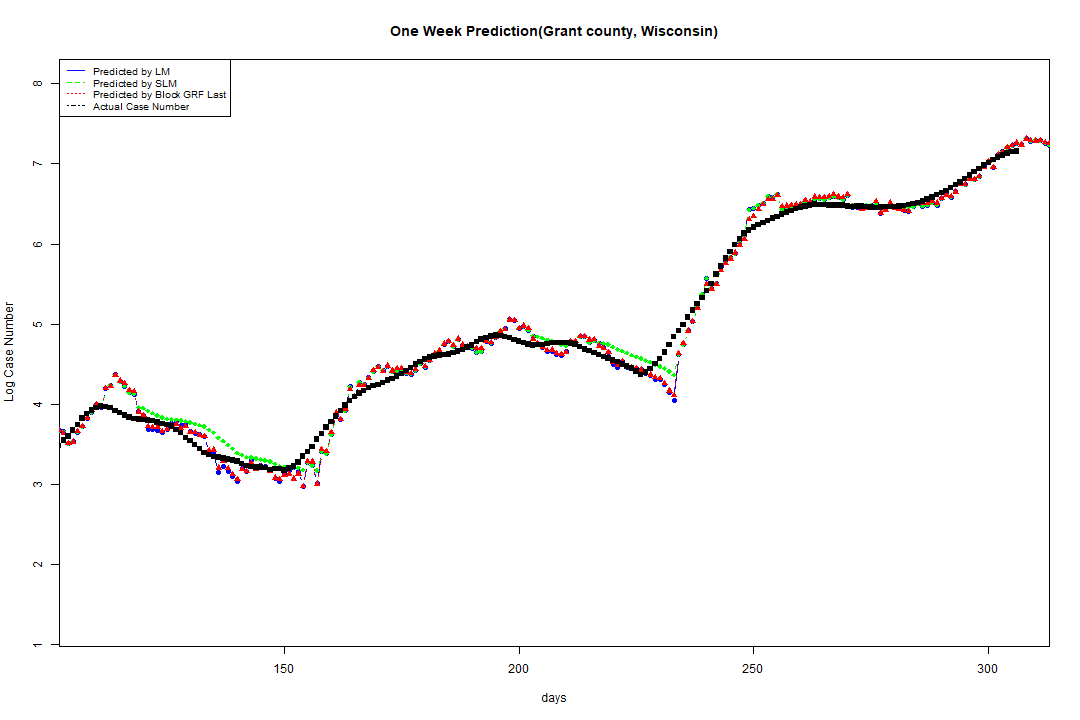 One Week Prediction(Grant county, Wisconsin)
Predicted by LM
Predicted by SLM
Predicted by Block GRF Last
Actual Case Number
8
7
6
5
4
3
2
1
Log Case Number
150
200
250
300
days